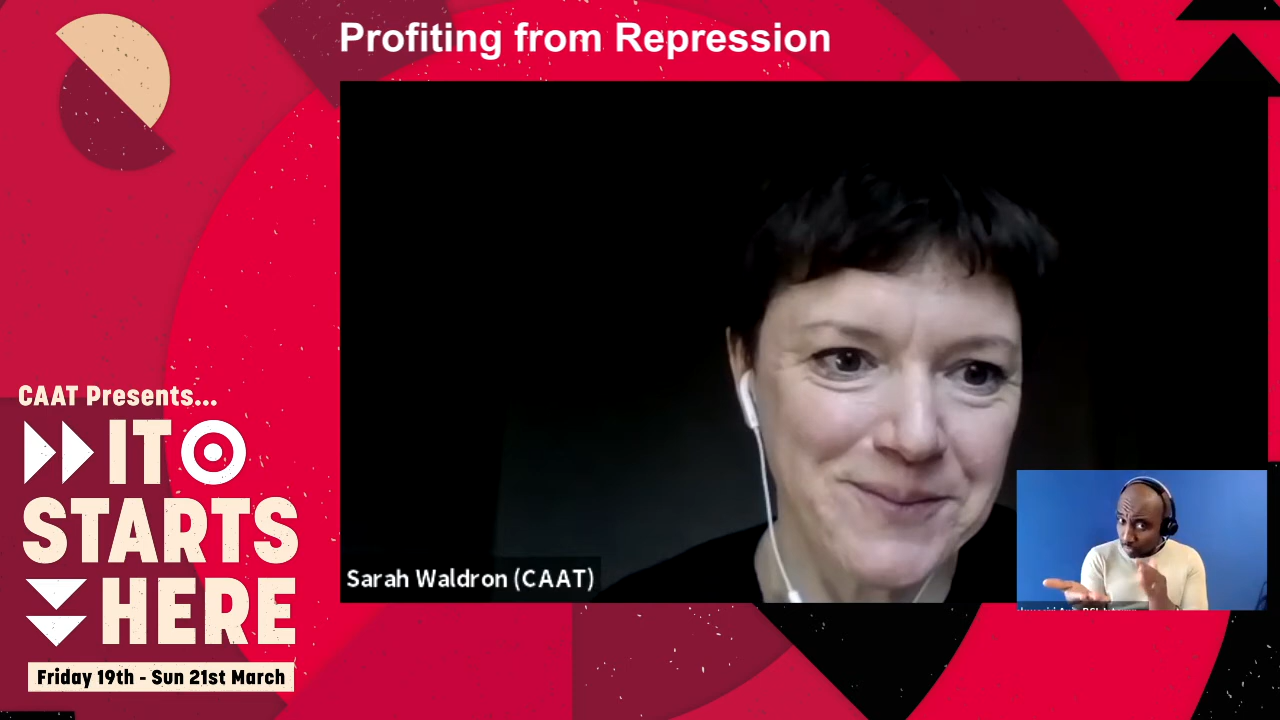 Profiting from Repression
CAAT Presents...
IT
STARTS
HERE
Friday 19th - Sun 21st March
Sarah Waldron (CAAT)